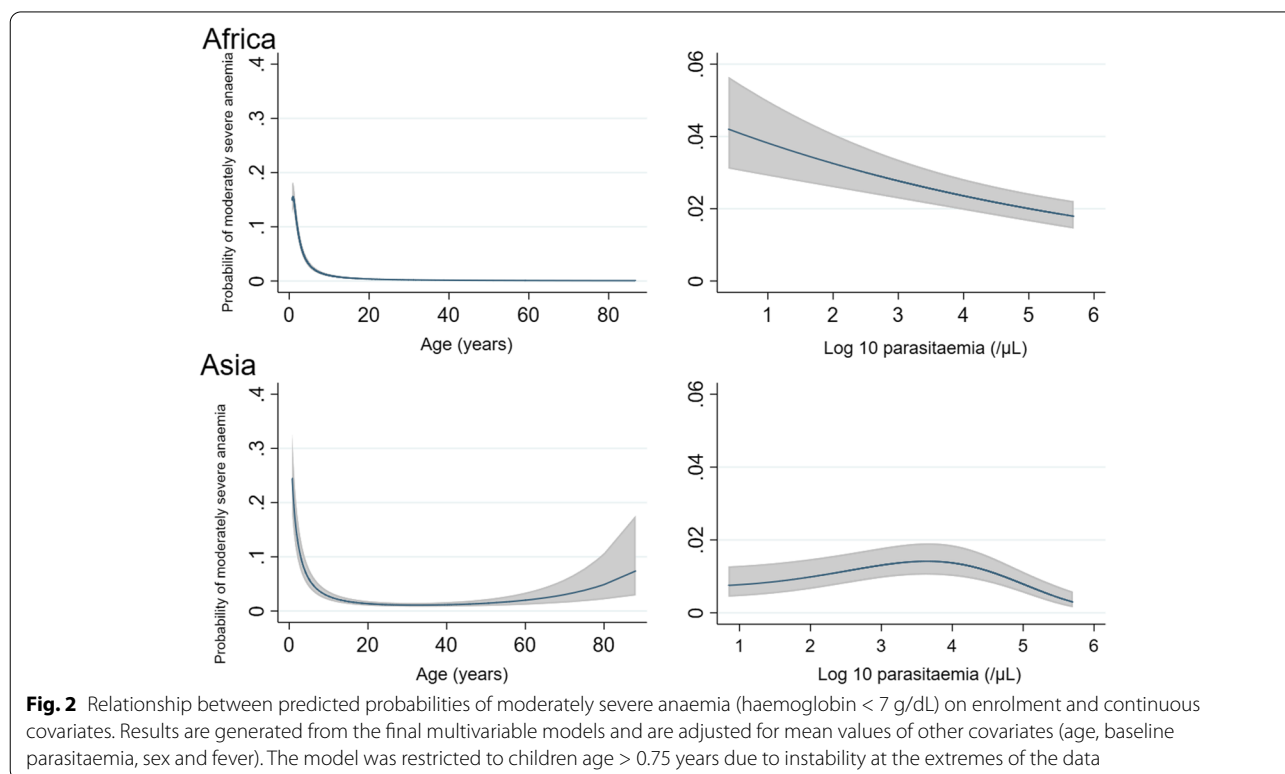 Africa
Probability of moderately severe anaemia
.4
.3
.2
.1
0
0 20 40 60 80
Age (years)
.06
.04
.02
0
1 2 3 4 5 6
Log 10 parasitaemia (/µL)
Asia
Probability of moderately severe anaemia
.4
.3
.2
.1
0
0 20 40 60 80
Age (years)
.06
.04
.02
0
1 2 3 4 5 6
Log 10 parasitaemia (/µL)
Fig. 2 Relationship between predicted probabilities of moderately severe anaemia (haemoglobin < 7 g/dL) on enrolment and continuous
covariates. Results are generated from the final multivariable models and are adjusted for mean values of other covariates (age, baseline
parasitaemia, sex and fever). The model was restricted to children age > 0.75 years due to instability at the extremes of the data